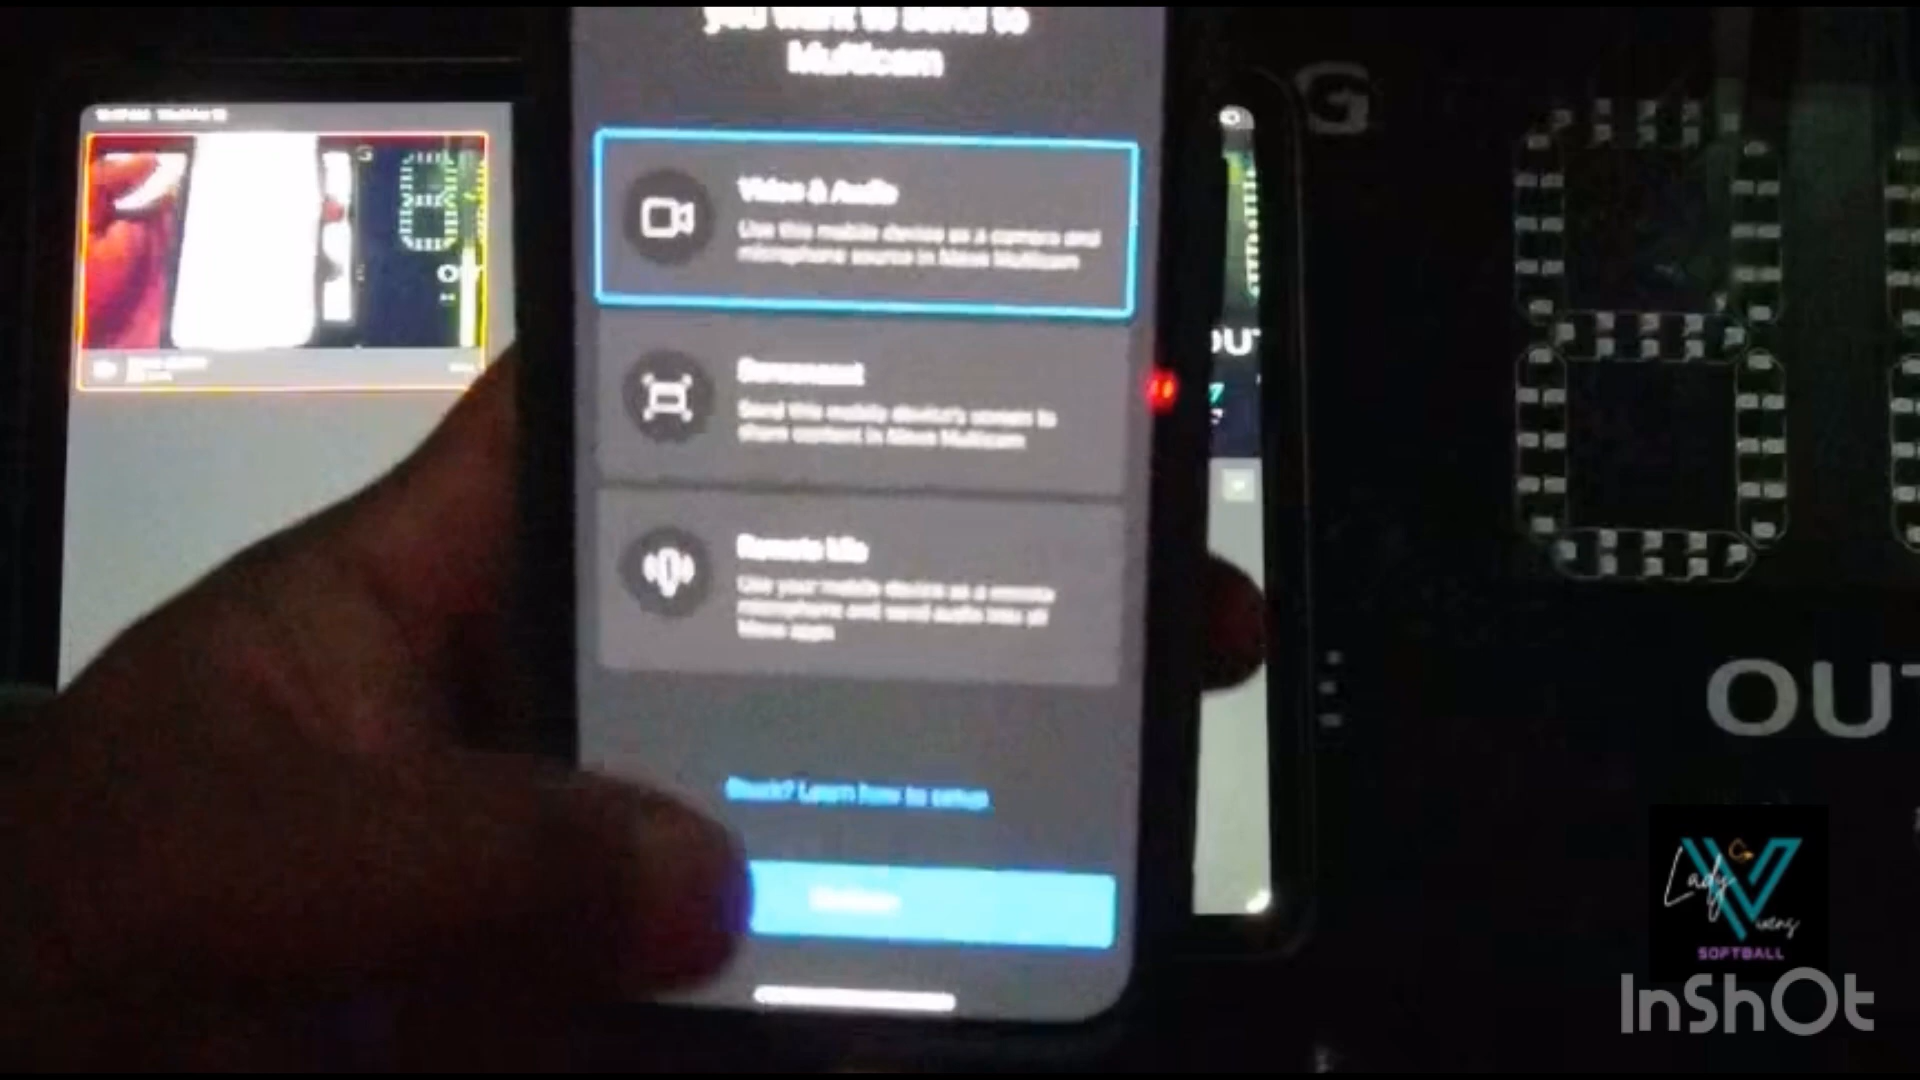 you want to send to
Multicam
Video & Audio
Use this mobile device as a camera and
microphone source in Mevo Multicam
Screencast
Send this mobile device's screen to
share content in Mevo Multicam
Remote Mic
Use your mobile device as a remote
microphone and send audio into
Mevo apps
Stuck? Learn how to setup
G
OUT
OUT
G
OUT
Lady
Vixens
SOFTBALL
InShOt